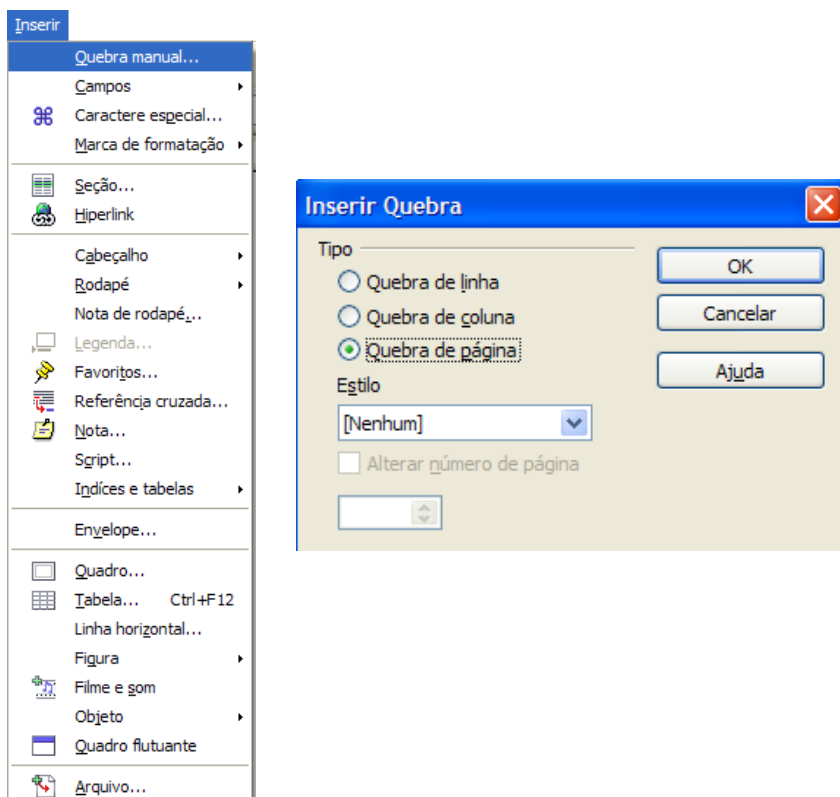 Inserir
Quebra manual...
Campos
Caractere especial...
Marca de formatação
Seção...
Hiperlink
Cabeçalho
Rodapé
Nota de rodapé...
Legenda...
Favoritos...
Referência cruzada...
Nota...
Script...
Indíces e tabelas
Envelope...
Quadro...
Tabela... Ctrl+F12
Linha horizontal...
Figura
Filme e som
Objeto
Quadro flutuante
Arquivo...
Inserir Quebra
Tipo
Quebra de linha
Quebra de coluna
Quebra de página
Estilo
[Nenhum]
Alterar número de página
OK
Cancelar
Ajuda